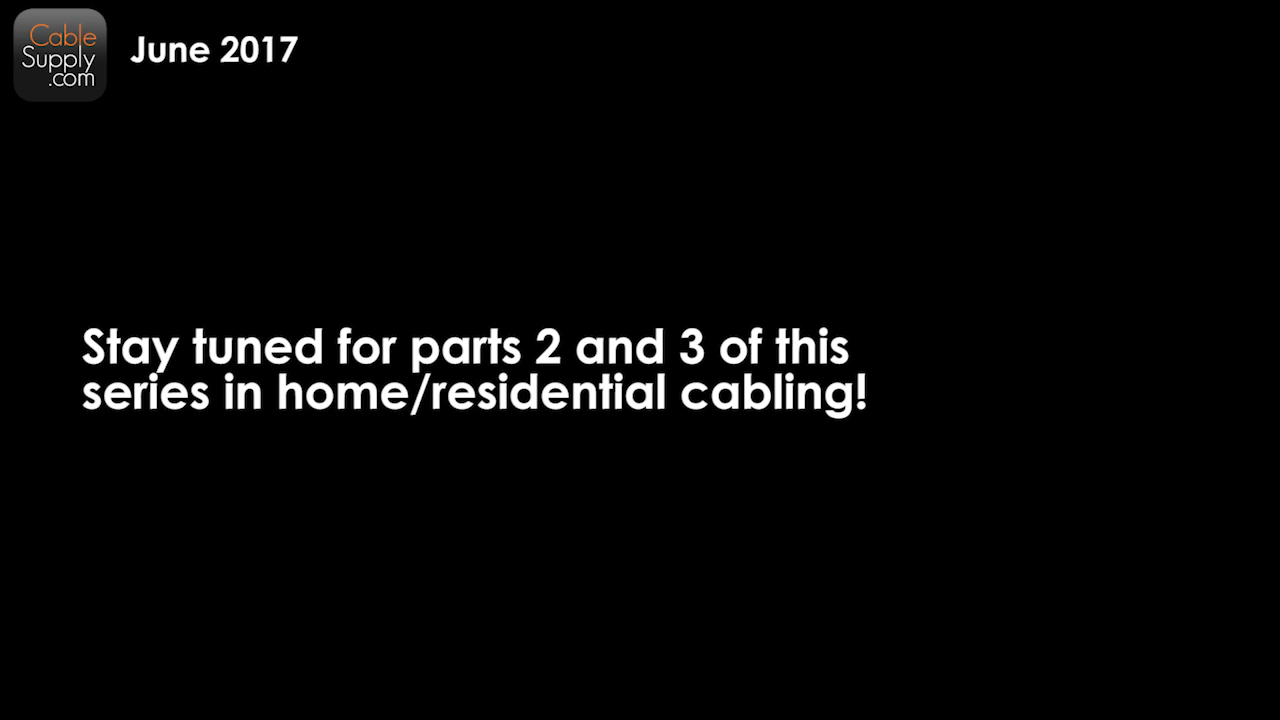 Cable
Supply
.com
June 2017
Stay tuned for parts 2 and 3 of this
series in home/residential cabling!